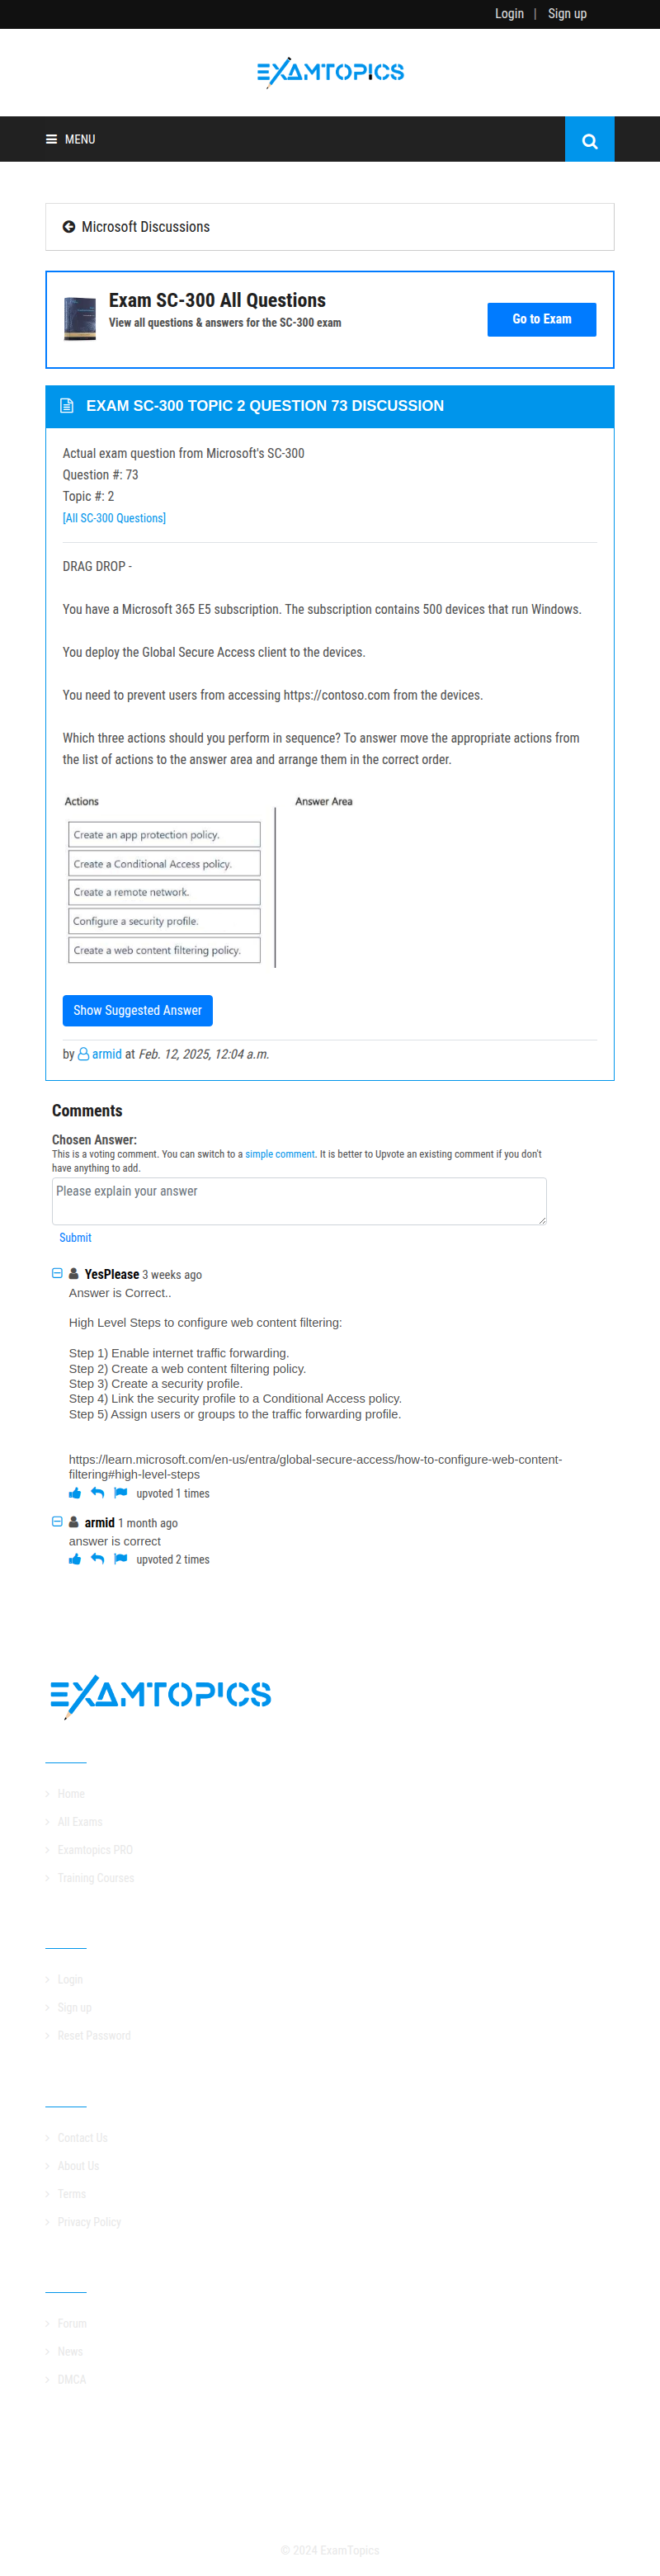 Login | Sign up
EXAMTOPICS
MENU
Microsoft Discussions
Exam SC-300 All Questions
View all questions & answers for the SC-300 exam
Go to Exam
EXAM SC-300 TOPIC 2 QUESTION 73 DISCUSSION
Actual exam question from Microsoft's SC-300
Question #: 73
Topic #: 2
[All SC-300 Questions]
DRAG DROP -
You have a Microsoft 365 E5 subscription. The subscription contains 500 devices that run Windows.
You deploy the Global Secure Access client to the devices.
You need to prevent users from accessing https://contoso.com from the devices.
Which three actions should you perform in sequence? To answer move the appropriate actions from
the list of actions to the answer area and arrange them in the correct order.
Actions
Answer Area
Create an app protection policy.
Create a Conditional Access policy.
Create a remote network.
Configure a security profile.
Create a web content filtering policy.
Show Suggested Answer
by armid at Feb. 12, 2025, 12:04 a.m.
Comments
Chosen Answer:
This is a voting comment. You can switch to a simple comment. It is better to Upvote an existing comment if you don't
have anything to add.
Please explain your answer
Submit
YesPlease 3 weeks ago
Answer is Correct..
High Level Steps to configure web content filtering:
Step 1) Enable internet traffic forwarding.
Step 2) Create a web content filtering policy.
Step 3) Create a security profile.
Step 4) Link the security profile to a Conditional Access policy.
Step 5) Assign users or groups to the traffic forwarding profile.
https://learn.microsoft.com/en-us/entra/global-secure-access/how-to-configure-web-content-
filtering#high-level-steps
upvoted 1 times
armid 1 month ago
answer is correct
upvoted 2 times
EXAMTOPICS
Home
All Exams
Examtopics PRO
Training Courses
Login
Sign up
Reset Password
Contact Us
About Us
Terms
Privacy Policy
Forum
News
DMCA
© 2024 ExamTopics